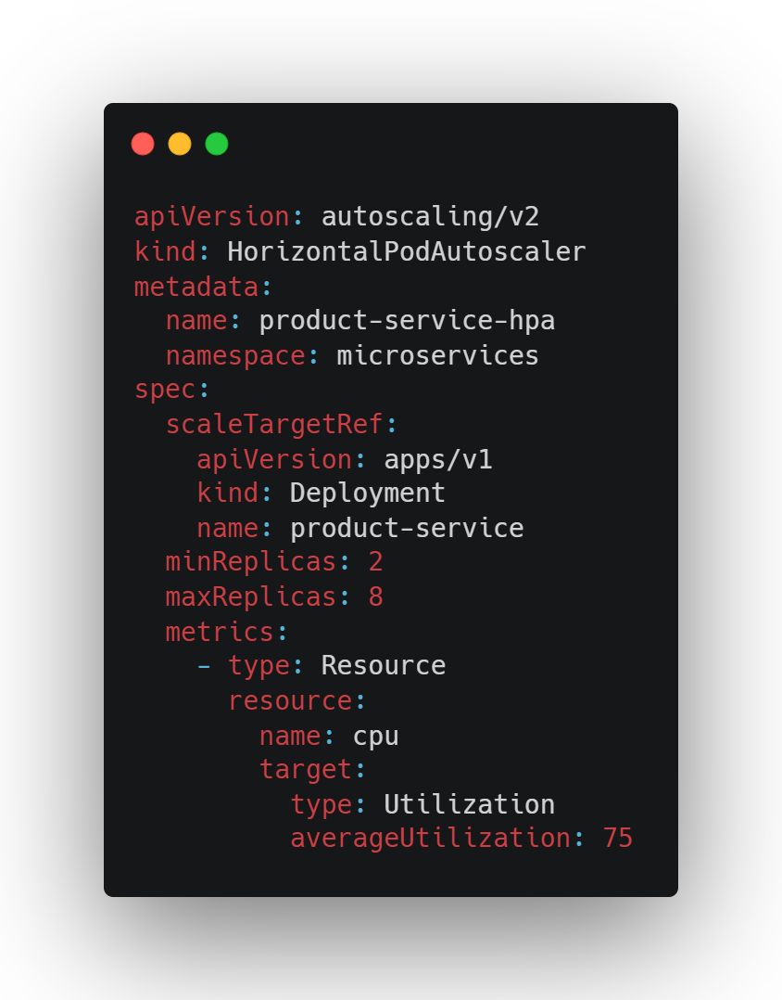 apiVersion: autoscaling/v2
kind: HorizontalPodAutoscaler
metadata:
  name: product-service-hpa
  namespace: microservices
spec:
  scaleTargetRef:
    apiVersion: apps/v1
    kind: Deployment
    name: product-service
  minReplicas: 2
  maxReplicas: 8
  metrics:
    - type: Resource
      resource:
        name: cpu
        target:
          type: Utilization
          averageUtilization: 75